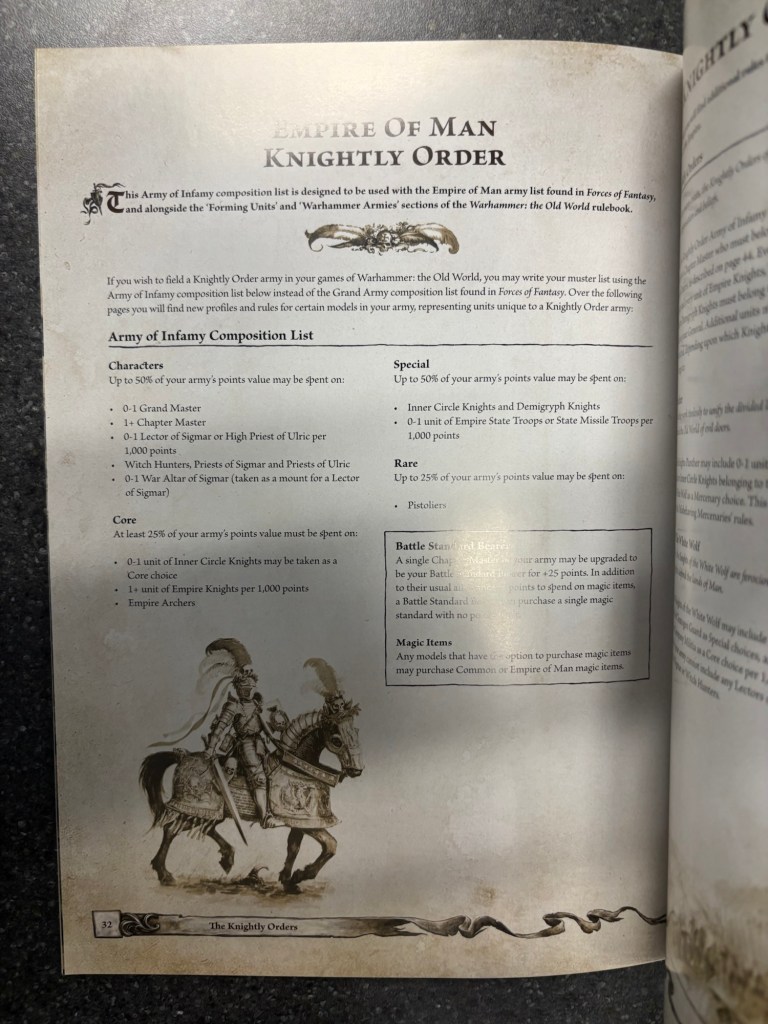 Empire Of Man
Knightly Order
This Army of Infamy composition list is designed to be used with the Empire of Man army list found in Forces of Fantasy,
and alongside the 'Forming Units' and 'Warhammer Armies' sections of the Warhammer: the Old World rulebook.
If you wish to field a Knightly Order army in your games of Warhammer: the Old World, you may write your muster list using the
Army of Infamy composition list below instead of the Grand Army composition list found in Forces of Fantasy. Over the following
pages you will find new profiles and rules for certain models in your army, representing units unique to a Knightly Order army:
Army of Infamy Composition List
Characters
Up to 50% of your army's points value may be spent on:
• 0-1 Grand Master
• 1+ Chapter Master
• 0-1 Lector of Sigmar or High Priest of Ulric per
1,000 points
• Witch Hunters, Priests of Sigmar and Priests of Ulric
• 0-1 War Altar of Sigmar (taken as a mount for a Lector
of Sigmar)
Core
At least 25% of your army's points value must be spent on:
• 0-1 unit of Inner Circle Knights may be taken as a
Core choice
• 1+ unit of Empire Knights per 1,000 points
• Empire Archers
Special
Up to 50% of your army's points value may be spent on:
• Inner Circle Knights and Demigryph Knights
• 0-1 unit of Empire State Troops or State Missile Troops per
1,000 points
Rare
Up to 25% of your army's points value may be spent on:
• Pistoliers
Battle Standard Bearer
A single Chapter Master in your army may be upgraded to
be your Battle Standard Bearer for +25 points. In addition
to their usual points to spend on magic items,
a Battle Standard purchase a single magic
standard with no
Magic Items
Any models that have the option to purchase magic items
may purchase Common or Empire of Man magic items.
32
The Knightly Orders